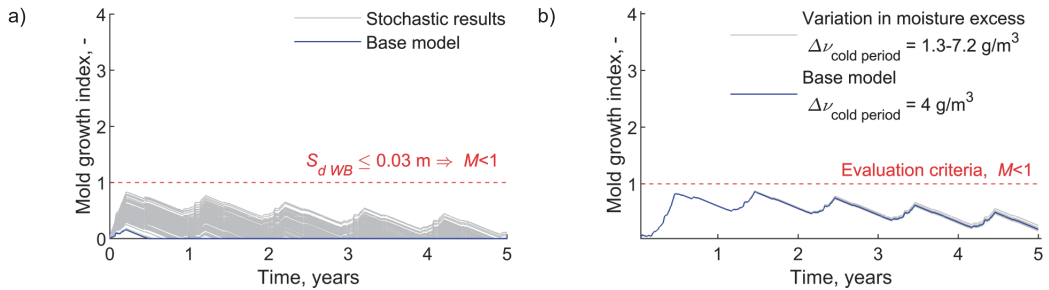 a)
Mold growth index, -
4
3
2
1
0
0 1 2 3 4 5
Time, years
Stochastic results
Base model
S_d WB ≤ 0.03 m ⇒ M<1
b)
Mold growth index, -
4
3
2
1
1 2 3 4 5
Time, years
Variation in moisture excess
Δν_cold period = 1.3-7.2 g/m³
Base model
Δν_cold period = 4 g/m³
Evaluation criteria, M<1